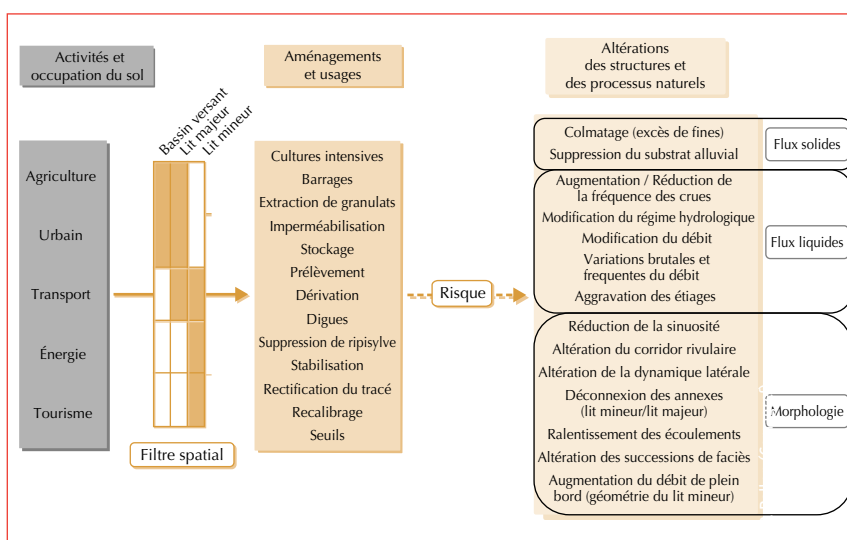 Activités et
occupation du sol
Bassin versant
Lit majeur
Lit mineur
Aménagements
et usages
Altérations
des structures et
des processus naturels
Agriculture
Urbain
Transport
Énergie
Tourisme
Filtre spatial
Cultures intensives
Barrages
Extraction de granulats
Imperméabilisation
Stockage
Prélèvement
Dérivation
Digues
Suppression de ripisylve
Stabilisation
Rectification du tracé
Recalibrage
Seuils
Risque
Colmatage (excès de fines)
Suppression du substrat alluvial
Flux solides
Augmentation / Réduction de
la fréquence des crues
Modification du régime hydrologique
Modification du débit
Variations brutales et
frequentes du débit
Aggravation des étiages
Flux liquides
Réduction de la sinuosité
Altération du corridor rivulaire
Altération de la dynamique latérale
Déconnexion des annexes
(lit mineur/lit majeur)
Ralentissement des écoulements
Altération des successions de faciès
Augmentation du débit de plein
bord (géométrie du lit mineur)
Morphologie